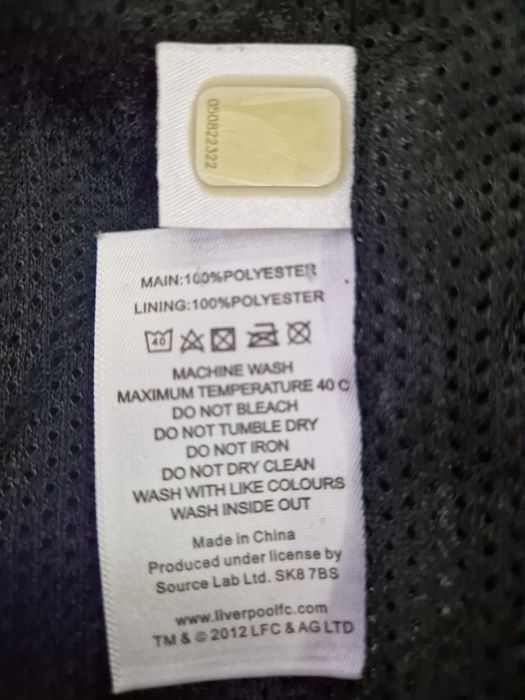 050822322
MAIN:100%POLYESTER
LINING:100%POLYESTER
40
MACHINE WASH
MAXIMUM TEMPERATURE 40 C
DO NOT BLEACH
DO NOT TUMBLE DRY
DO NOT IRON
DO NOT DRY CLEAN
WASH WITH LIKE COLOURS
WASH INSIDE OUT
Made in China
Produced under license by
Source Lab Ltd. SK8 7BS
www.liverpoolfc.com
TM & © 2012 LFC & AG LTD